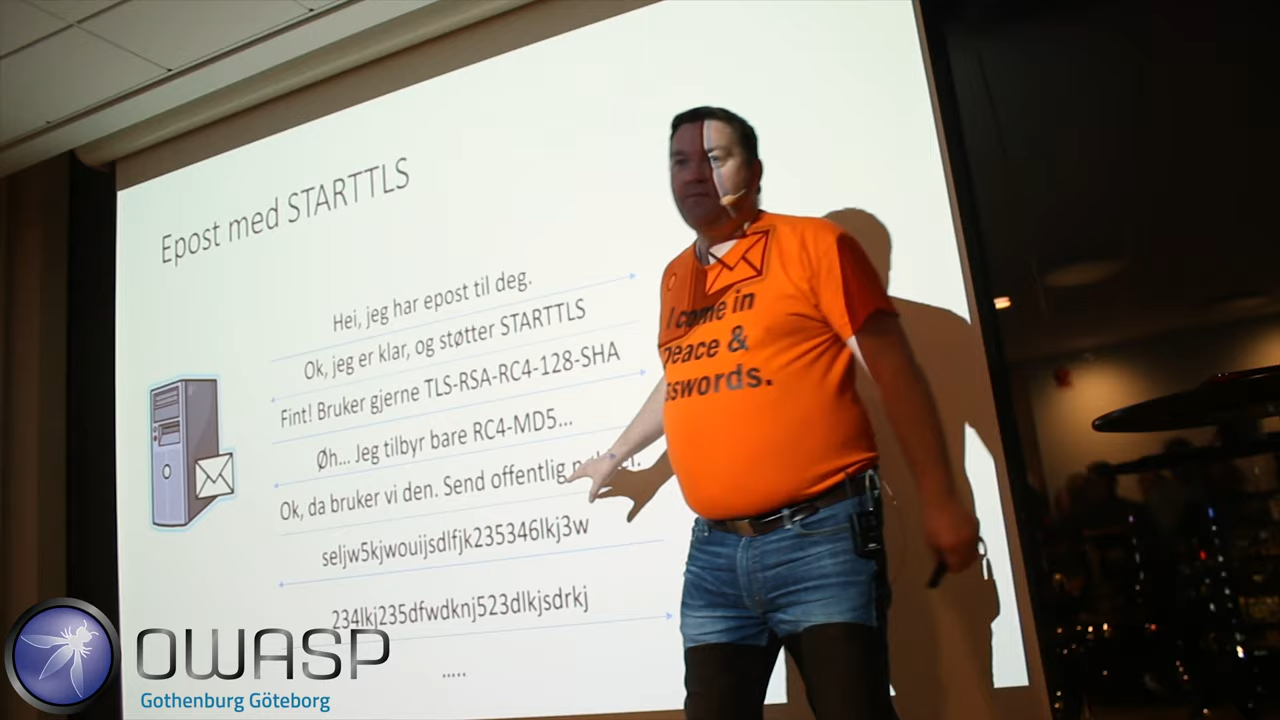 Epost med STARTTLS
Hei, jeg har epost til deg.
Ok, jeg er klar, og støtter STARTTLS
Fint! Bruker gjerne TLS-RSA-RC4-128-SHA
Øh... Jeg tilbyr bare RC4-MD5...
Ok, da bruker vi den. Send offentlig
seljw5kjwouijsdlfjk235346lkj3w
234lkj235dfwdknj523dlkjsdrkj
.....
I come in
peace &
sswords.
OWASP
Gothenburg Göteborg